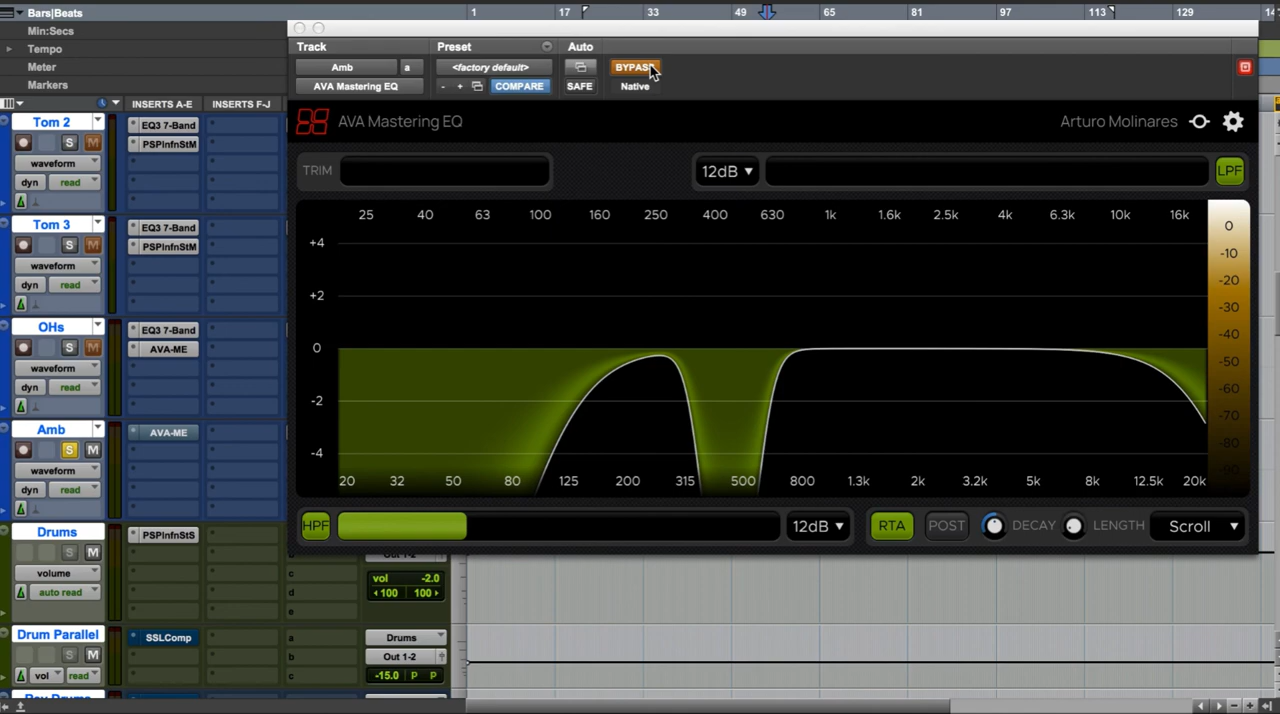 Bars|Beats 1 17 33 49 65 81 97 113 129 14
Min:Secs
Tempo
Meter
Markers
Track Preset Auto
Amb a <factory default> BYPASS
AVA Mastering EQ - + COMPARE SAFE Native
INSERTS A-E INSERTS F-J
AVA Mastering EQ Arturo Molinares
TRIM 12dB LPF
25 40 63 100 160 250 400 630 1k 1.6k 2.5k 4k 6.3k 10k 16k
+4
+2
0
-2
-4
20 32 50 80 125 200 315 500 800 1.3k 2k 3.2k 5k 8k 12.5k 20k
0
-10
-20
-30
-40
-50
-60
-70
-80
-90
HPF 12dB RTA POST DECAY LENGTH Scroll
Tom 2 EQ3 7-Band
S M PSPInfnStM
waveform
dyn read
Tom 3 EQ3 7-Band
S M PSPInfnStM
waveform
dyn read
OHs EQ3 7-Band
S M AVA-ME
waveform
dyn read
Amb AVA-ME
S M
waveform
dyn read
Drums PSPInfnStS
S M
volume
auto read
Out 1-2
c vol -2.0
d 100 100
e
Drum Parallel SSLComp a Drums
S M b Out 1-2
vol read c -15.0 P P